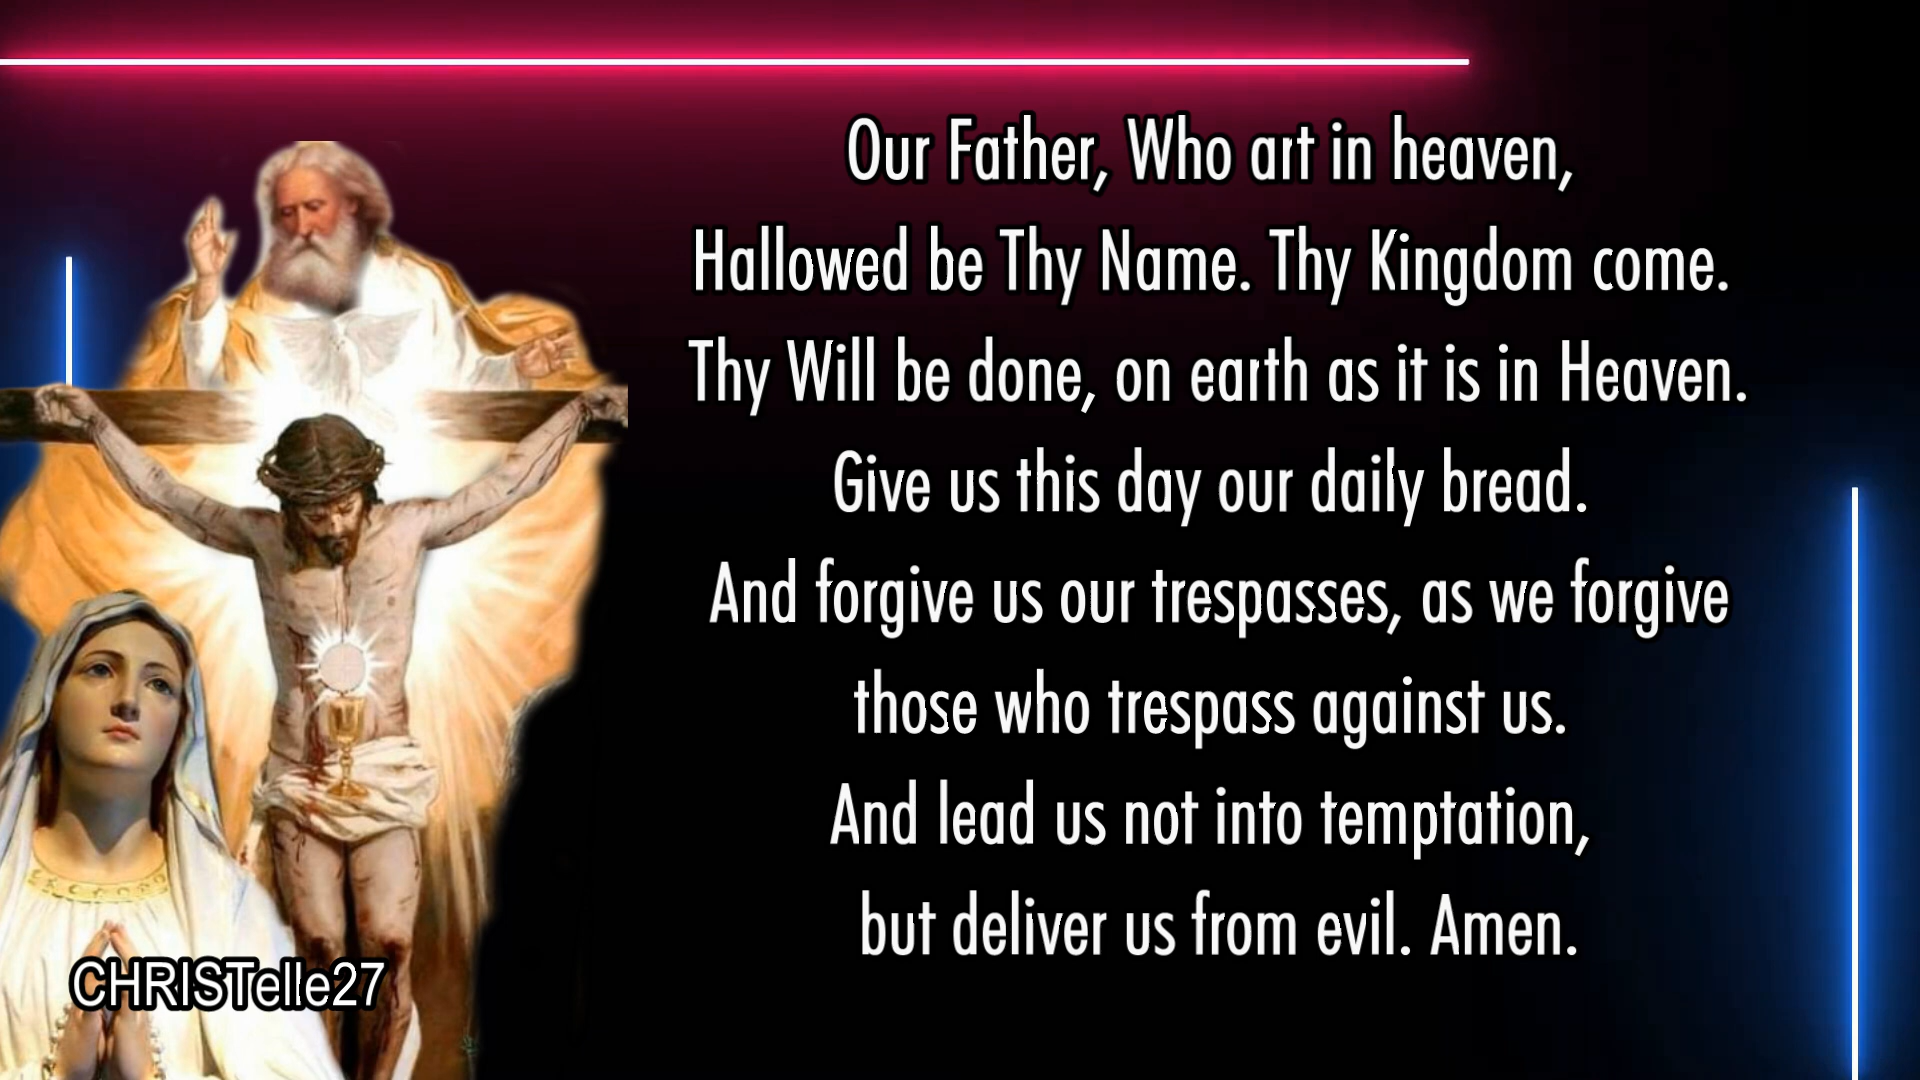 Our Father, Who art in heaven,
Hallowed be Thy Name. Thy Kingdom come.
Thy Will be done, on earth as it is in Heaven.
Give us this day our daily bread.
And forgive us our trespasses, as we forgive
those who trespass against us.
And lead us not into temptation,
but deliver us from evil. Amen.
CHRISTelle27